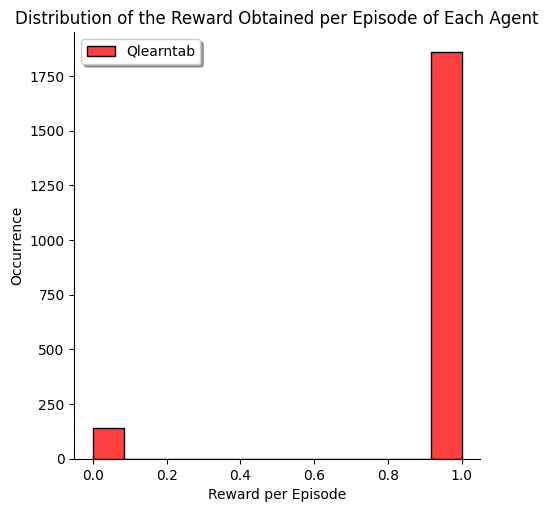 Distribution of the Reward Obtained per Episode of Each Agent
Qlearntab
1750
1500
1250
1000
750
500
250
0
Occurrence
0.0 0.2 0.4 0.6 0.8 1.0
Reward per Episode